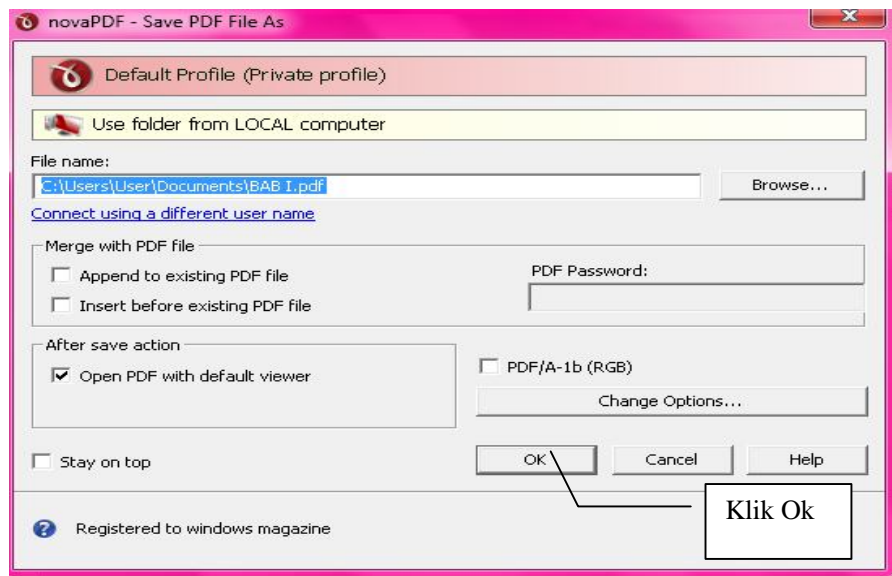 novaPDF - Save PDF File As
Default Profile (Private profile)
Use folder from LOCAL computer
File name:
C:\Users\User\Documents\BAB I.pdf
Browse...
Connect using a different user name
Merge with PDF file
Append to existing PDF file
PDF Password:
Insert before existing PDF file
After save action
Open PDF with default viewer
PDF/A-1b (RGB)
Change Options...
Stay on top
OK
Cancel
Help
Klik Ok
Registered to windows magazine